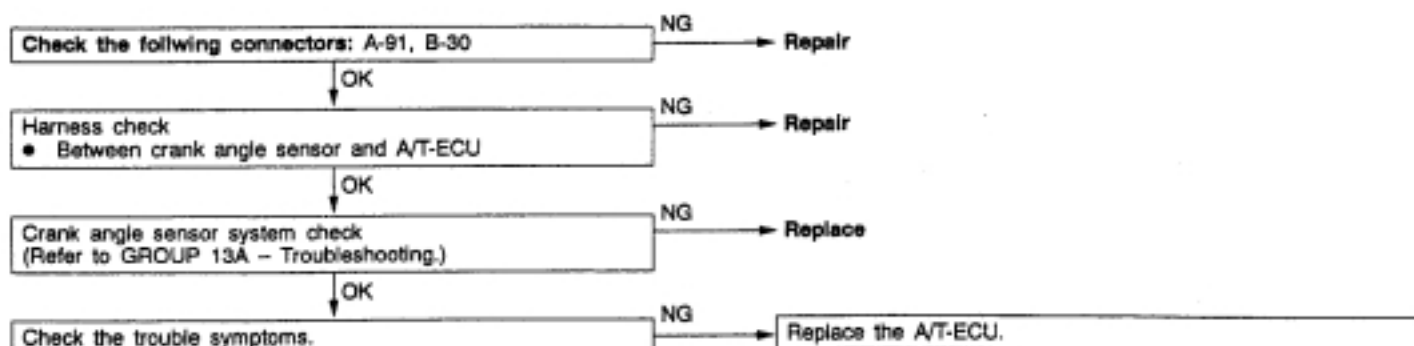 NG
Check the follwing connectors: A-91, B-30
Repair
OK
NG
Harness check
Repair
● Between crank angle sensor and A/T-ECU
OK
NG
Crank angle sensor system check
Replace
(Refer to GROUP 13A – Troubleshooting.)
OK
NG
Check the trouble symptoms.
Replace the A/T-ECU.